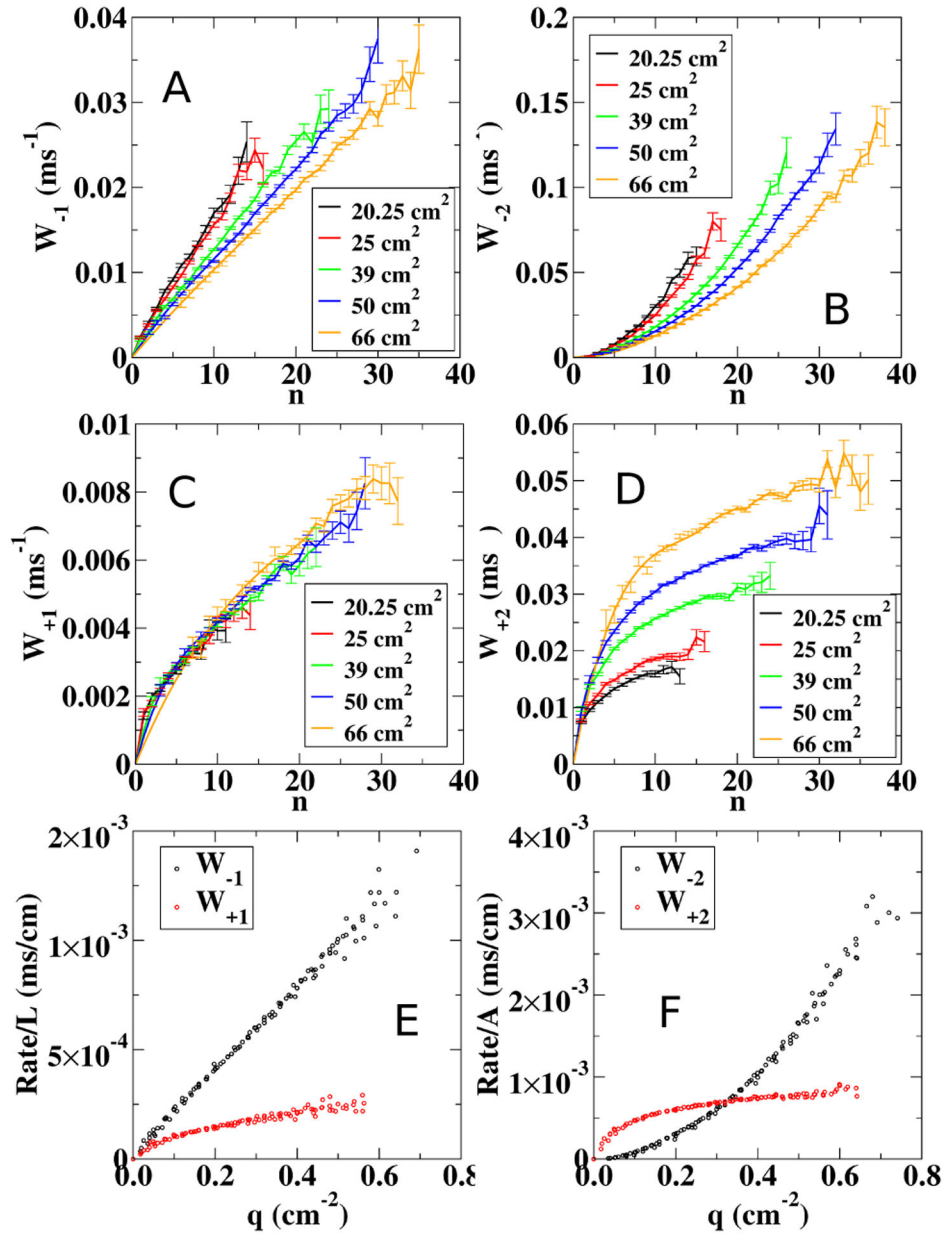 0.04
0.03
0.02
0.01
0
W₋₁ (ms⁻¹)
A
20.25 cm²
25 cm²
39 cm²
50 cm²
66 cm²
0 10 20 30 40
n
0.2
0.15
0.10
0.05
0
W₋₂ (ms⁻
20.25 cm²
25 cm²
39 cm²
50 cm²
66 cm²
B
0 10 20 30 40
n
0.01
0.008
0.006
0.004
0.002
0
W₊₁ (ms⁻¹)
C
20.25 cm²
25 cm²
39 cm²
50 cm²
66 cm²
0 10 20 30 40
n
0.06
0.05
0.04
0.03
0.02
0.01
0
W₊₂ (ms
D
20.25 cm²
25 cm²
39 cm²
50 cm²
66 cm²
0 10 20 30 40
n
2×10⁻³
1×10⁻³
5×10⁻⁴
0
Rate/L (ms/cm)
W₋₁
W₊₁
E
0.0 0.2 0.4 0.6 0.8
q (cm⁻²)
4×10⁻³
3×10⁻³
2×10⁻³
1×10⁻³
0
Rate/A (ms/cm)
W₋₂
W₊₂
F
0.0 0.2 0.4 0.6 0.8
q (cm⁻²)